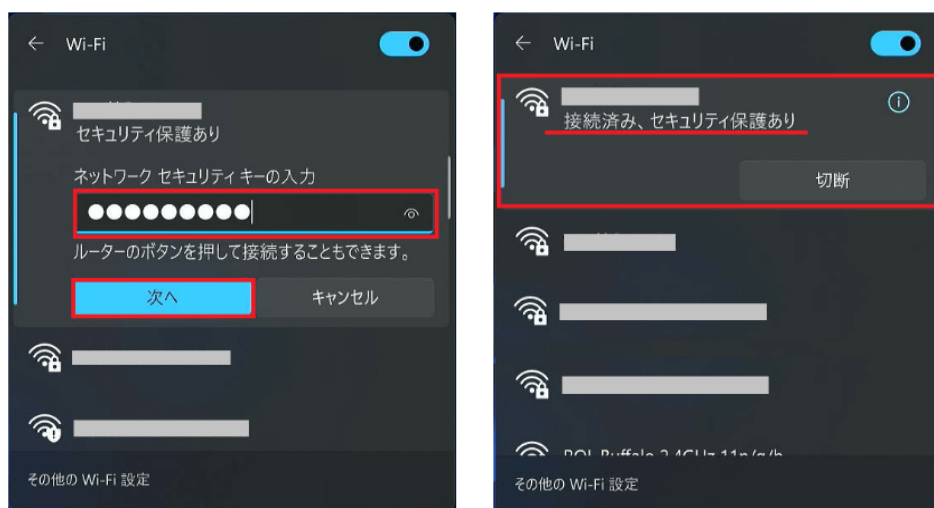 Wi-Fi
セキュリティ保護あり
ネットワーク セキュリティ キーの入力
●●●●●●●●●
ルーターのボタンを押して接続することもできます。
次へ
キャンセル
その他の Wi-Fi 設定
Wi-Fi
接続済み、セキュリティ保護あり
切断
Buffalo 2.4GHz 11n/g/b
その他の Wi-Fi 設定